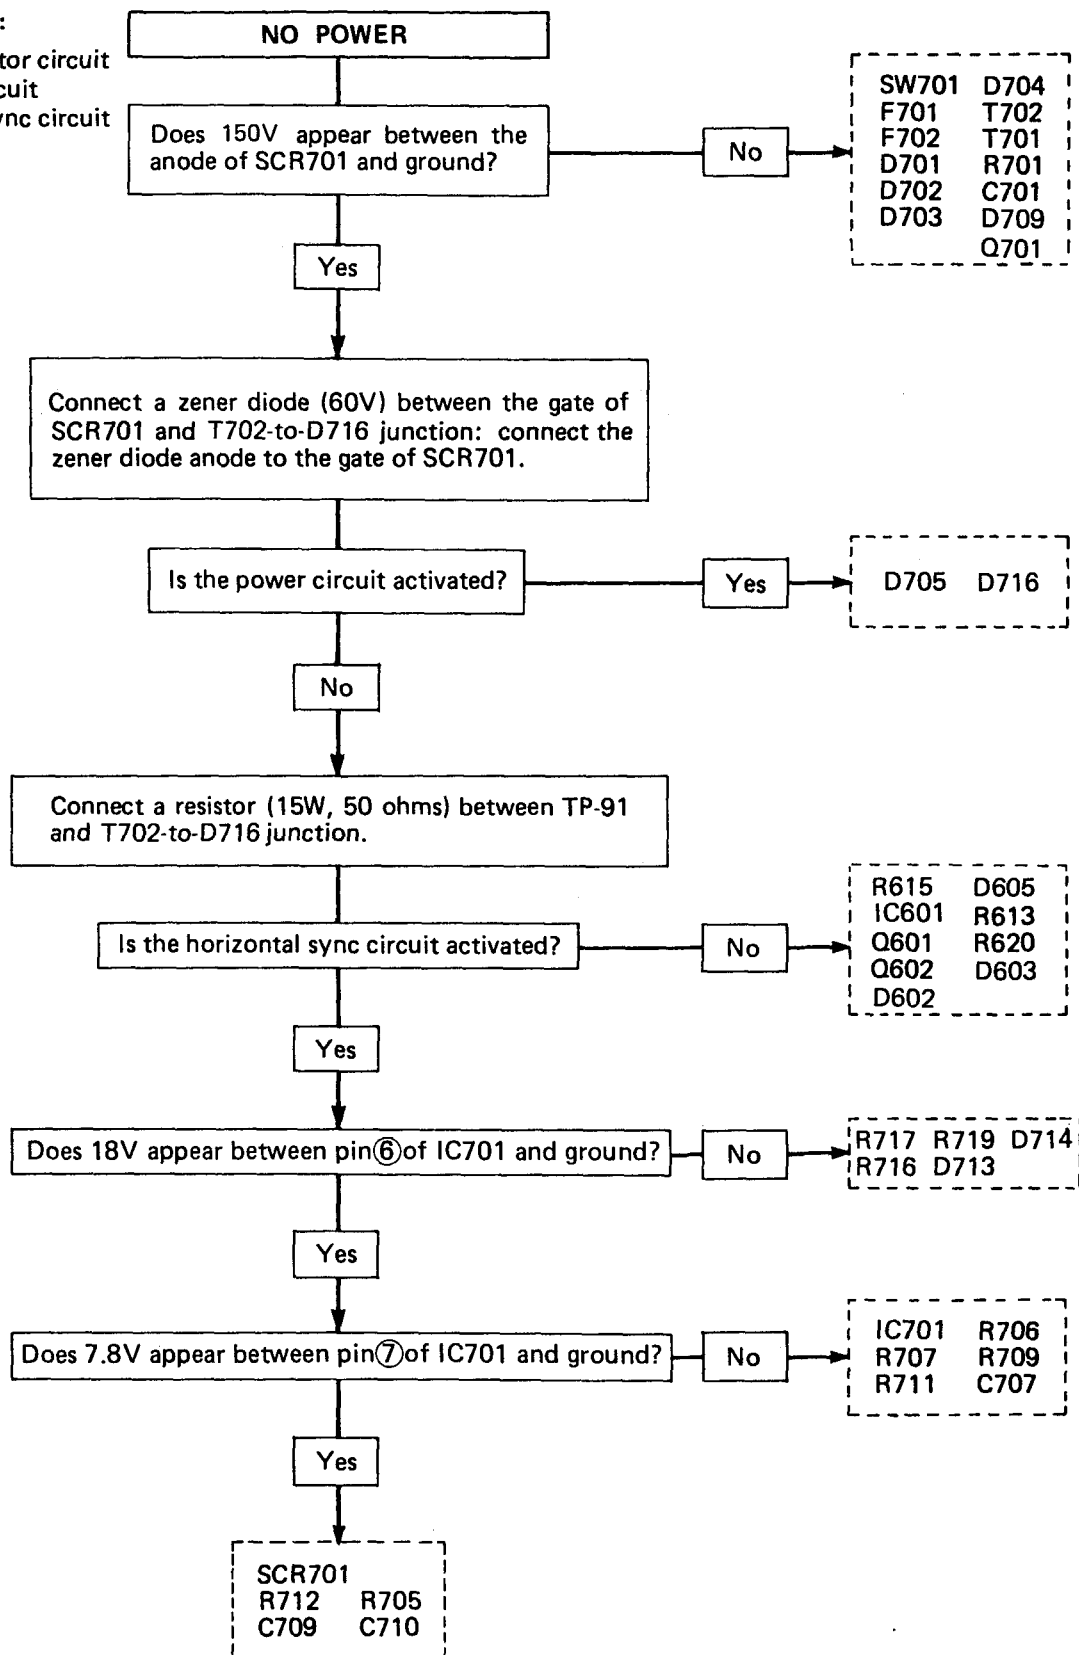 :
tor circuit
cuit
nc circuit
NO POWER
Does 150V appear between the
anode of SCR701 and ground?
No
SW701 D704
F701 T702
F702 T701
D701 R701
D702 C701
D703 D709
Q701
Yes
Connect a zener diode (60V) between the gate of
SCR701 and T702-to-D716 junction: connect the
zener diode anode to the gate of SCR701.
Is the power circuit activated?
Yes
D705 D716
No
Connect a resistor (15W, 50 ohms) between TP-91
and T702-to-D716 junction.
Is the horizontal sync circuit activated?
No
R615 D605
IC601 R613
Q601 R620
Q602 D603
D602
Yes
Does 18V appear between pin⑥of IC701 and ground?
No
R717 R719 D714
R716 D713
Yes
Does 7.8V appear between pin⑦of IC701 and ground?
No
IC701 R706
R707 R709
R711 C707
Yes
SCR701
R712 R705
C709 C710